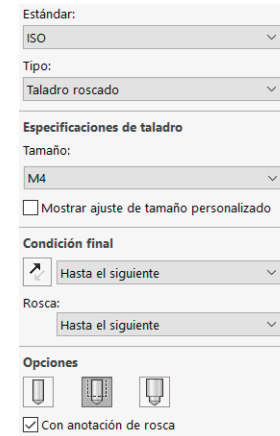 Estándar:
ISO
Tipo:
Taladro roscado
Especificaciones de taladro
Tamaño:
M4
Mostrar ajuste de tamaño personalizado
Condición final
Hasta el siguiente
Rosca:
Hasta el siguiente
Opciones
Con anotación de rosca